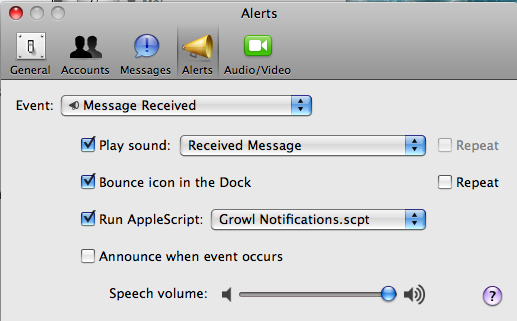 Alerts
General Accounts Messages Alerts Audio/Video
Event: Message Received
Play sound: Received Message Repeat
Bounce icon in the Dock Repeat
Run AppleScript: Growl Notifications.scpt
Announce when event occurs
Speech volume: ?